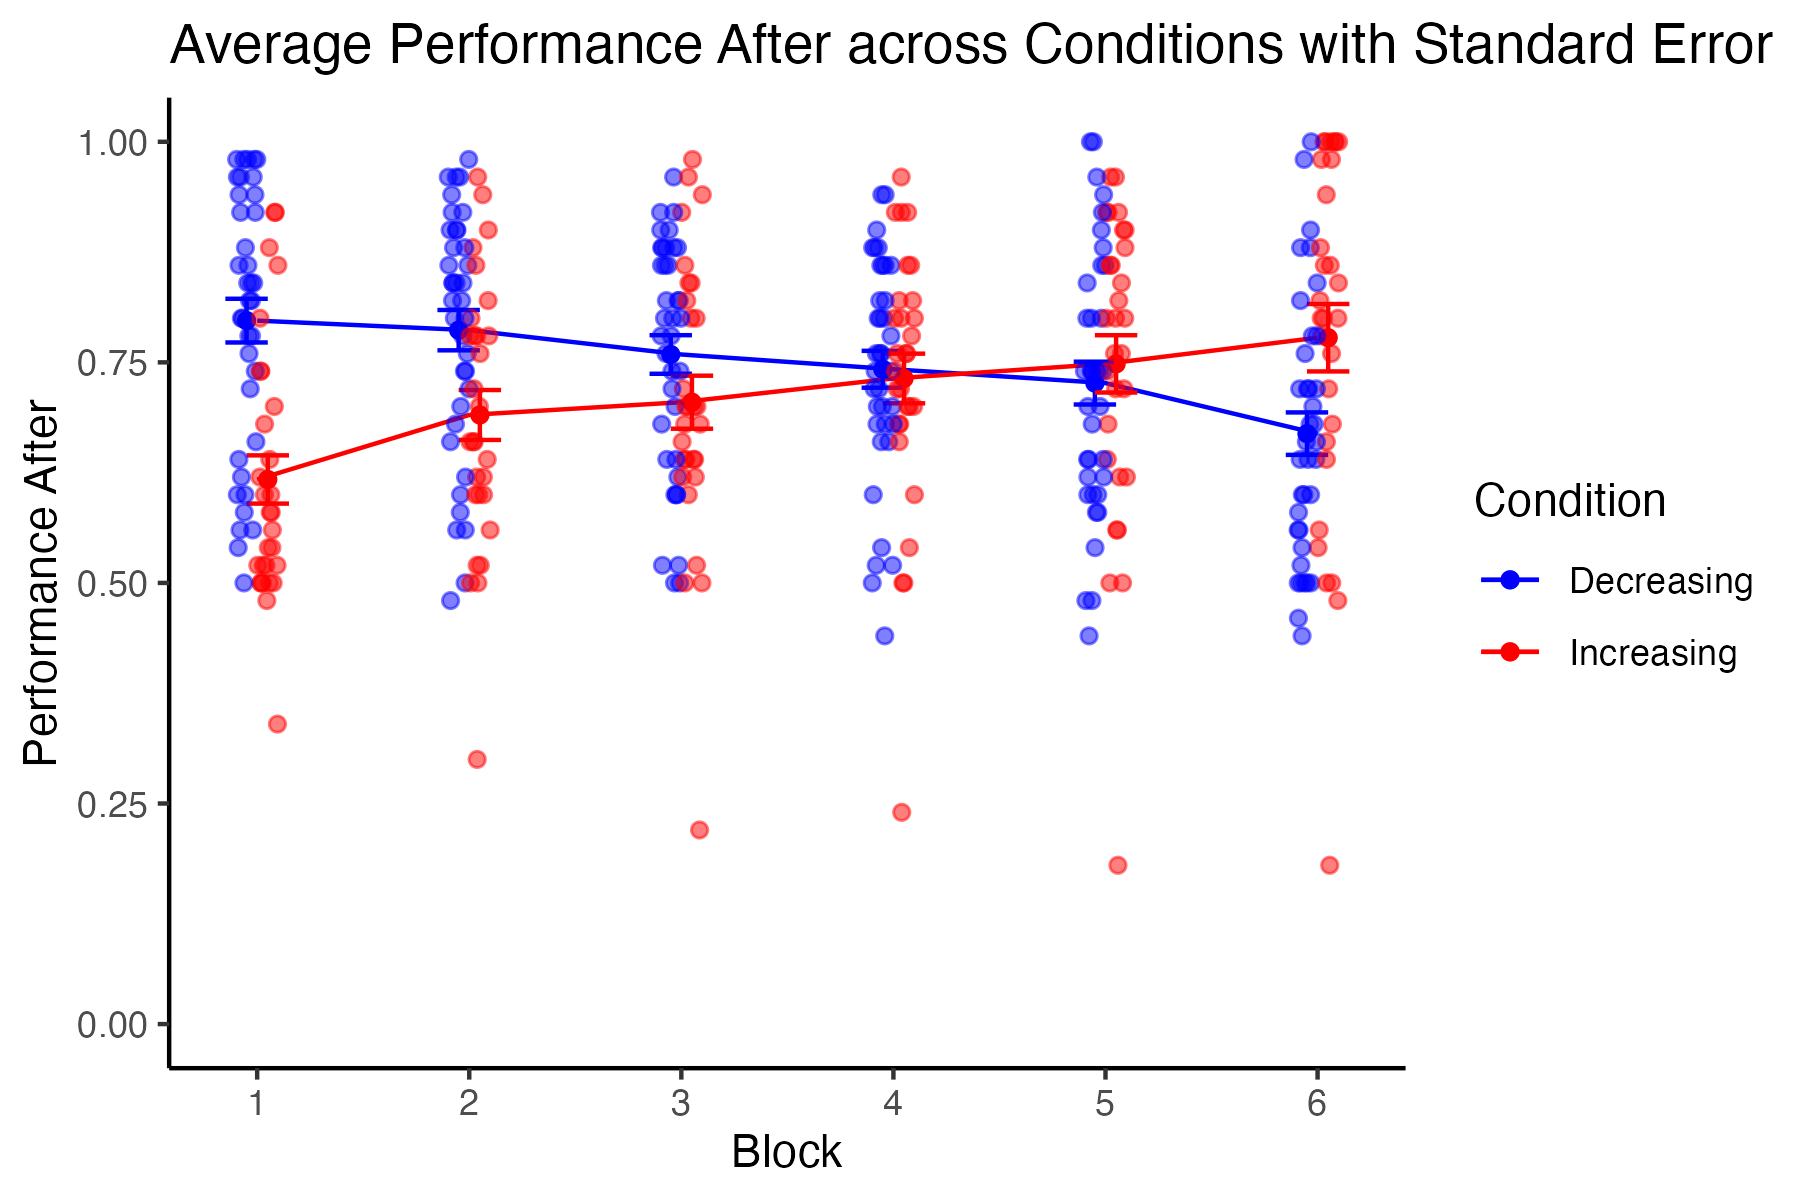 Average Performance After across Conditions with Standard Error
Performance After
1.00
0.75
0.50
0.25
0.00
1 2 3 4 5 6
Block
Condition
Decreasing
Increasing